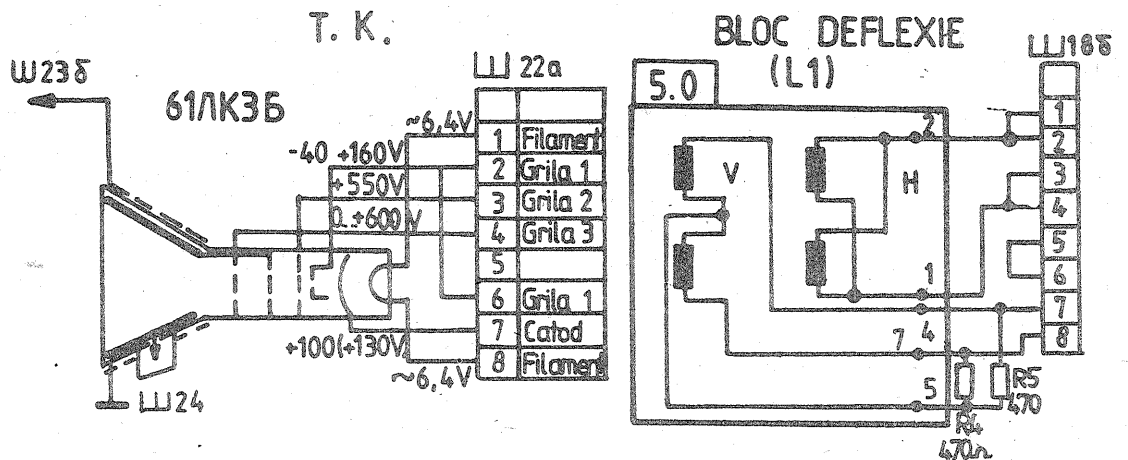 T. K.
Ш23б
61ЛК3Б
Ш 22а
1 Filament
2 Grila 1
3 Grila 2
4 Grila 3
5
6 Grila 1
7 Catod
8 Filament
~6,4V
-40 +160V
+550V
0..+600V
+100(+130V)
~6,4V
Ш24
BLOC DEFLEXIE
(L1)
Ш18б
5.0
V
H
2
1
4
7
5
1
2
3
4
5
6
7
8
R5
470
R4
470n